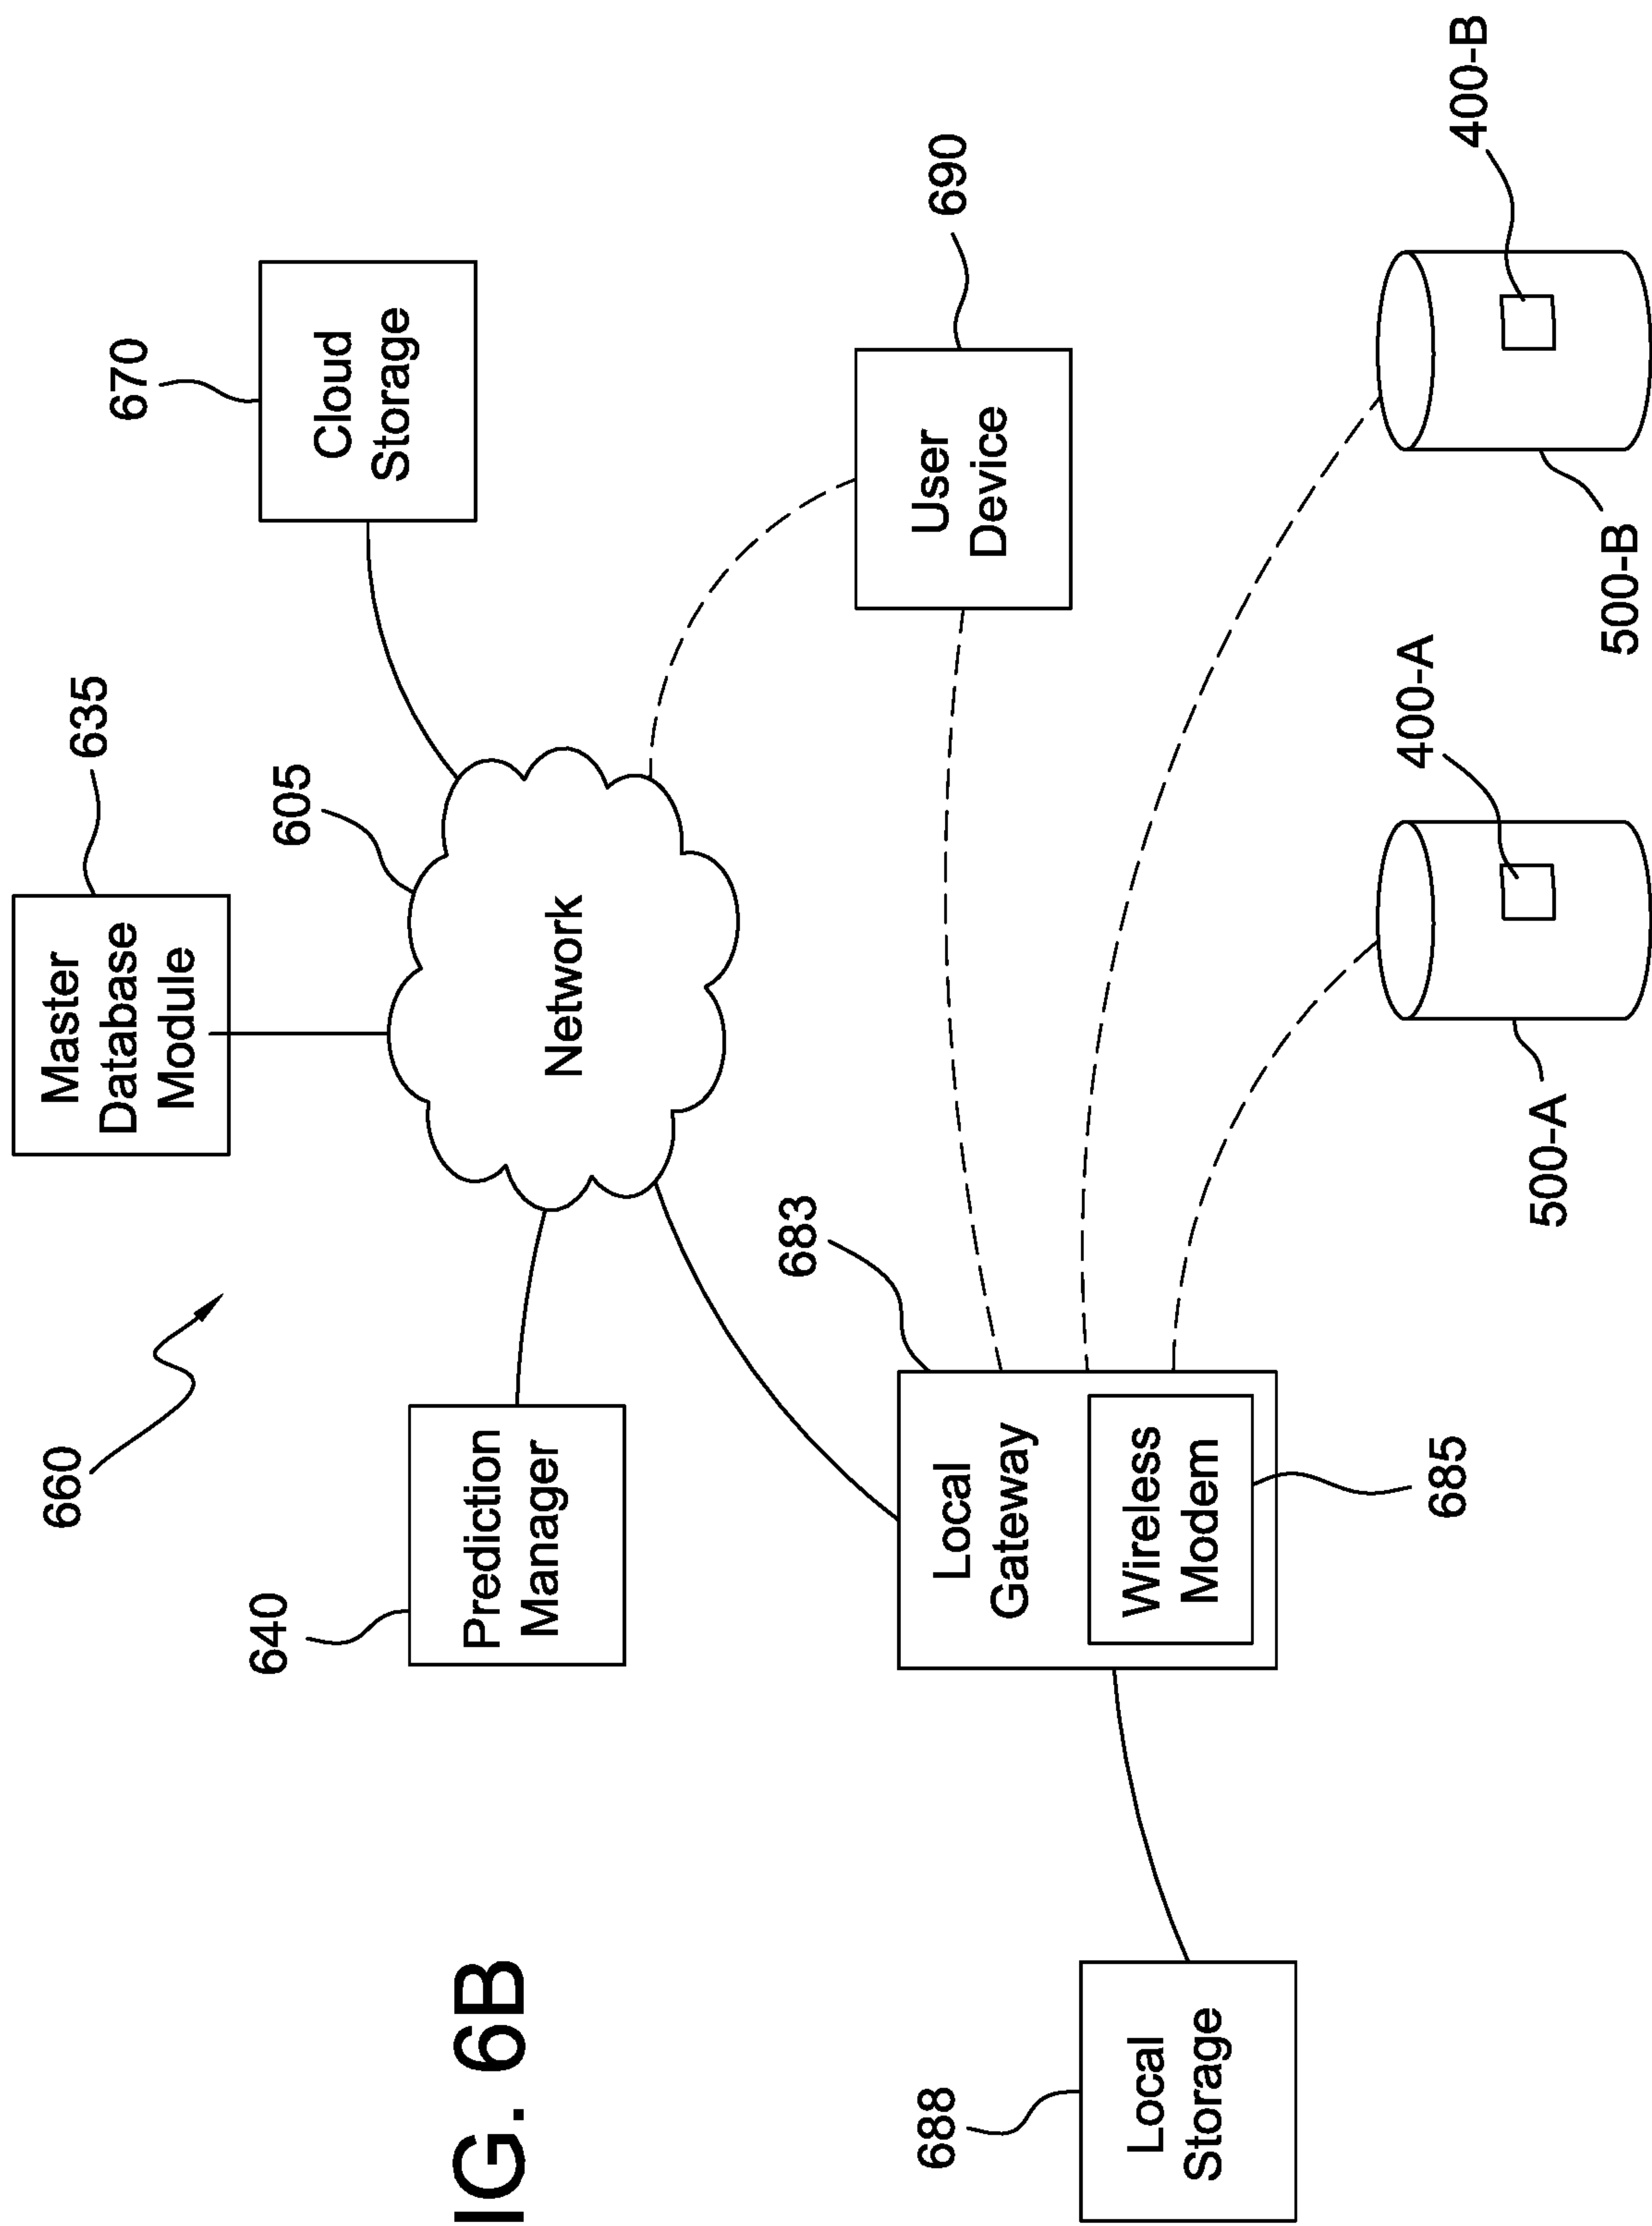 IG. 6B
660
640
Prediction
Manager
Master
Database
Module
635
605
Network
670
Cloud
Storage
683
Local
Gateway
Wireless
Modem
685
User
Device
690
688
Local
Storage
500-A
400-A
500-B
400-B